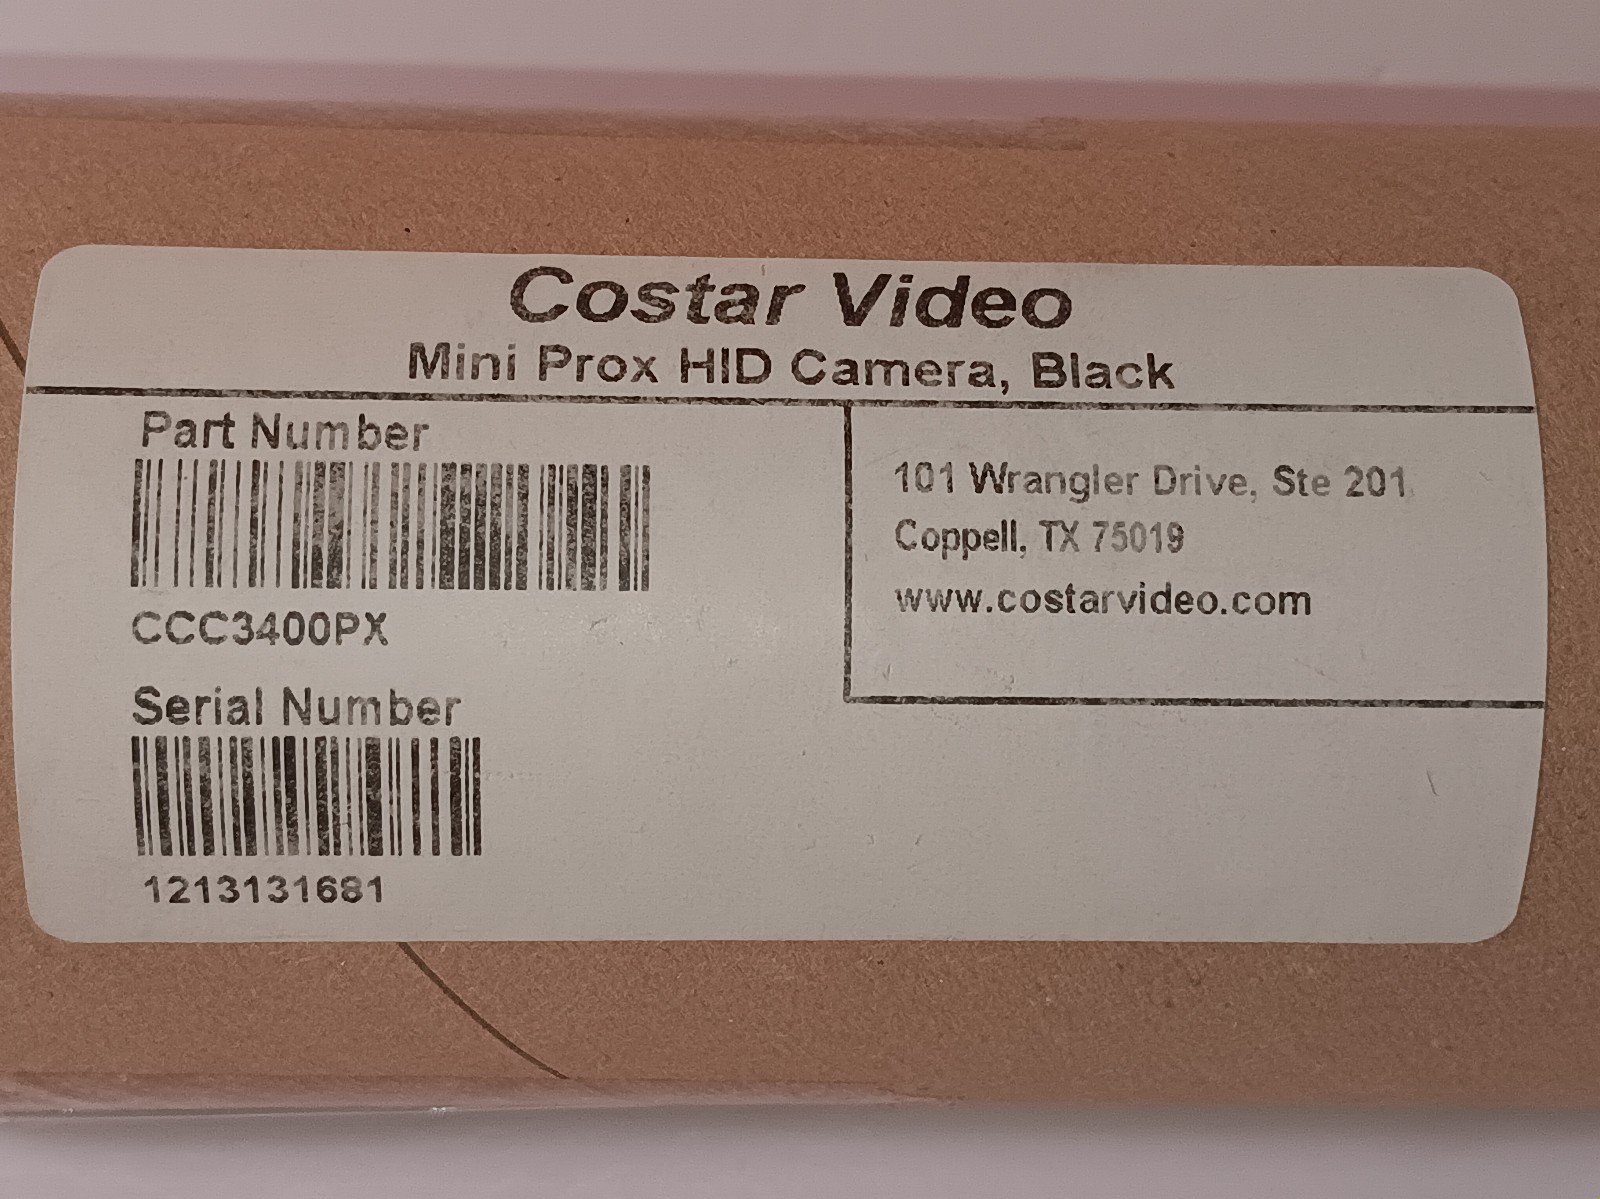 Costar Video
Mini Prox HID Camera, Black
Part Number
CCC3400PX
Serial Number
1213131681
101 Wrangler Drive, Ste 201
Coppell, TX 75019
www.costarvideo.com